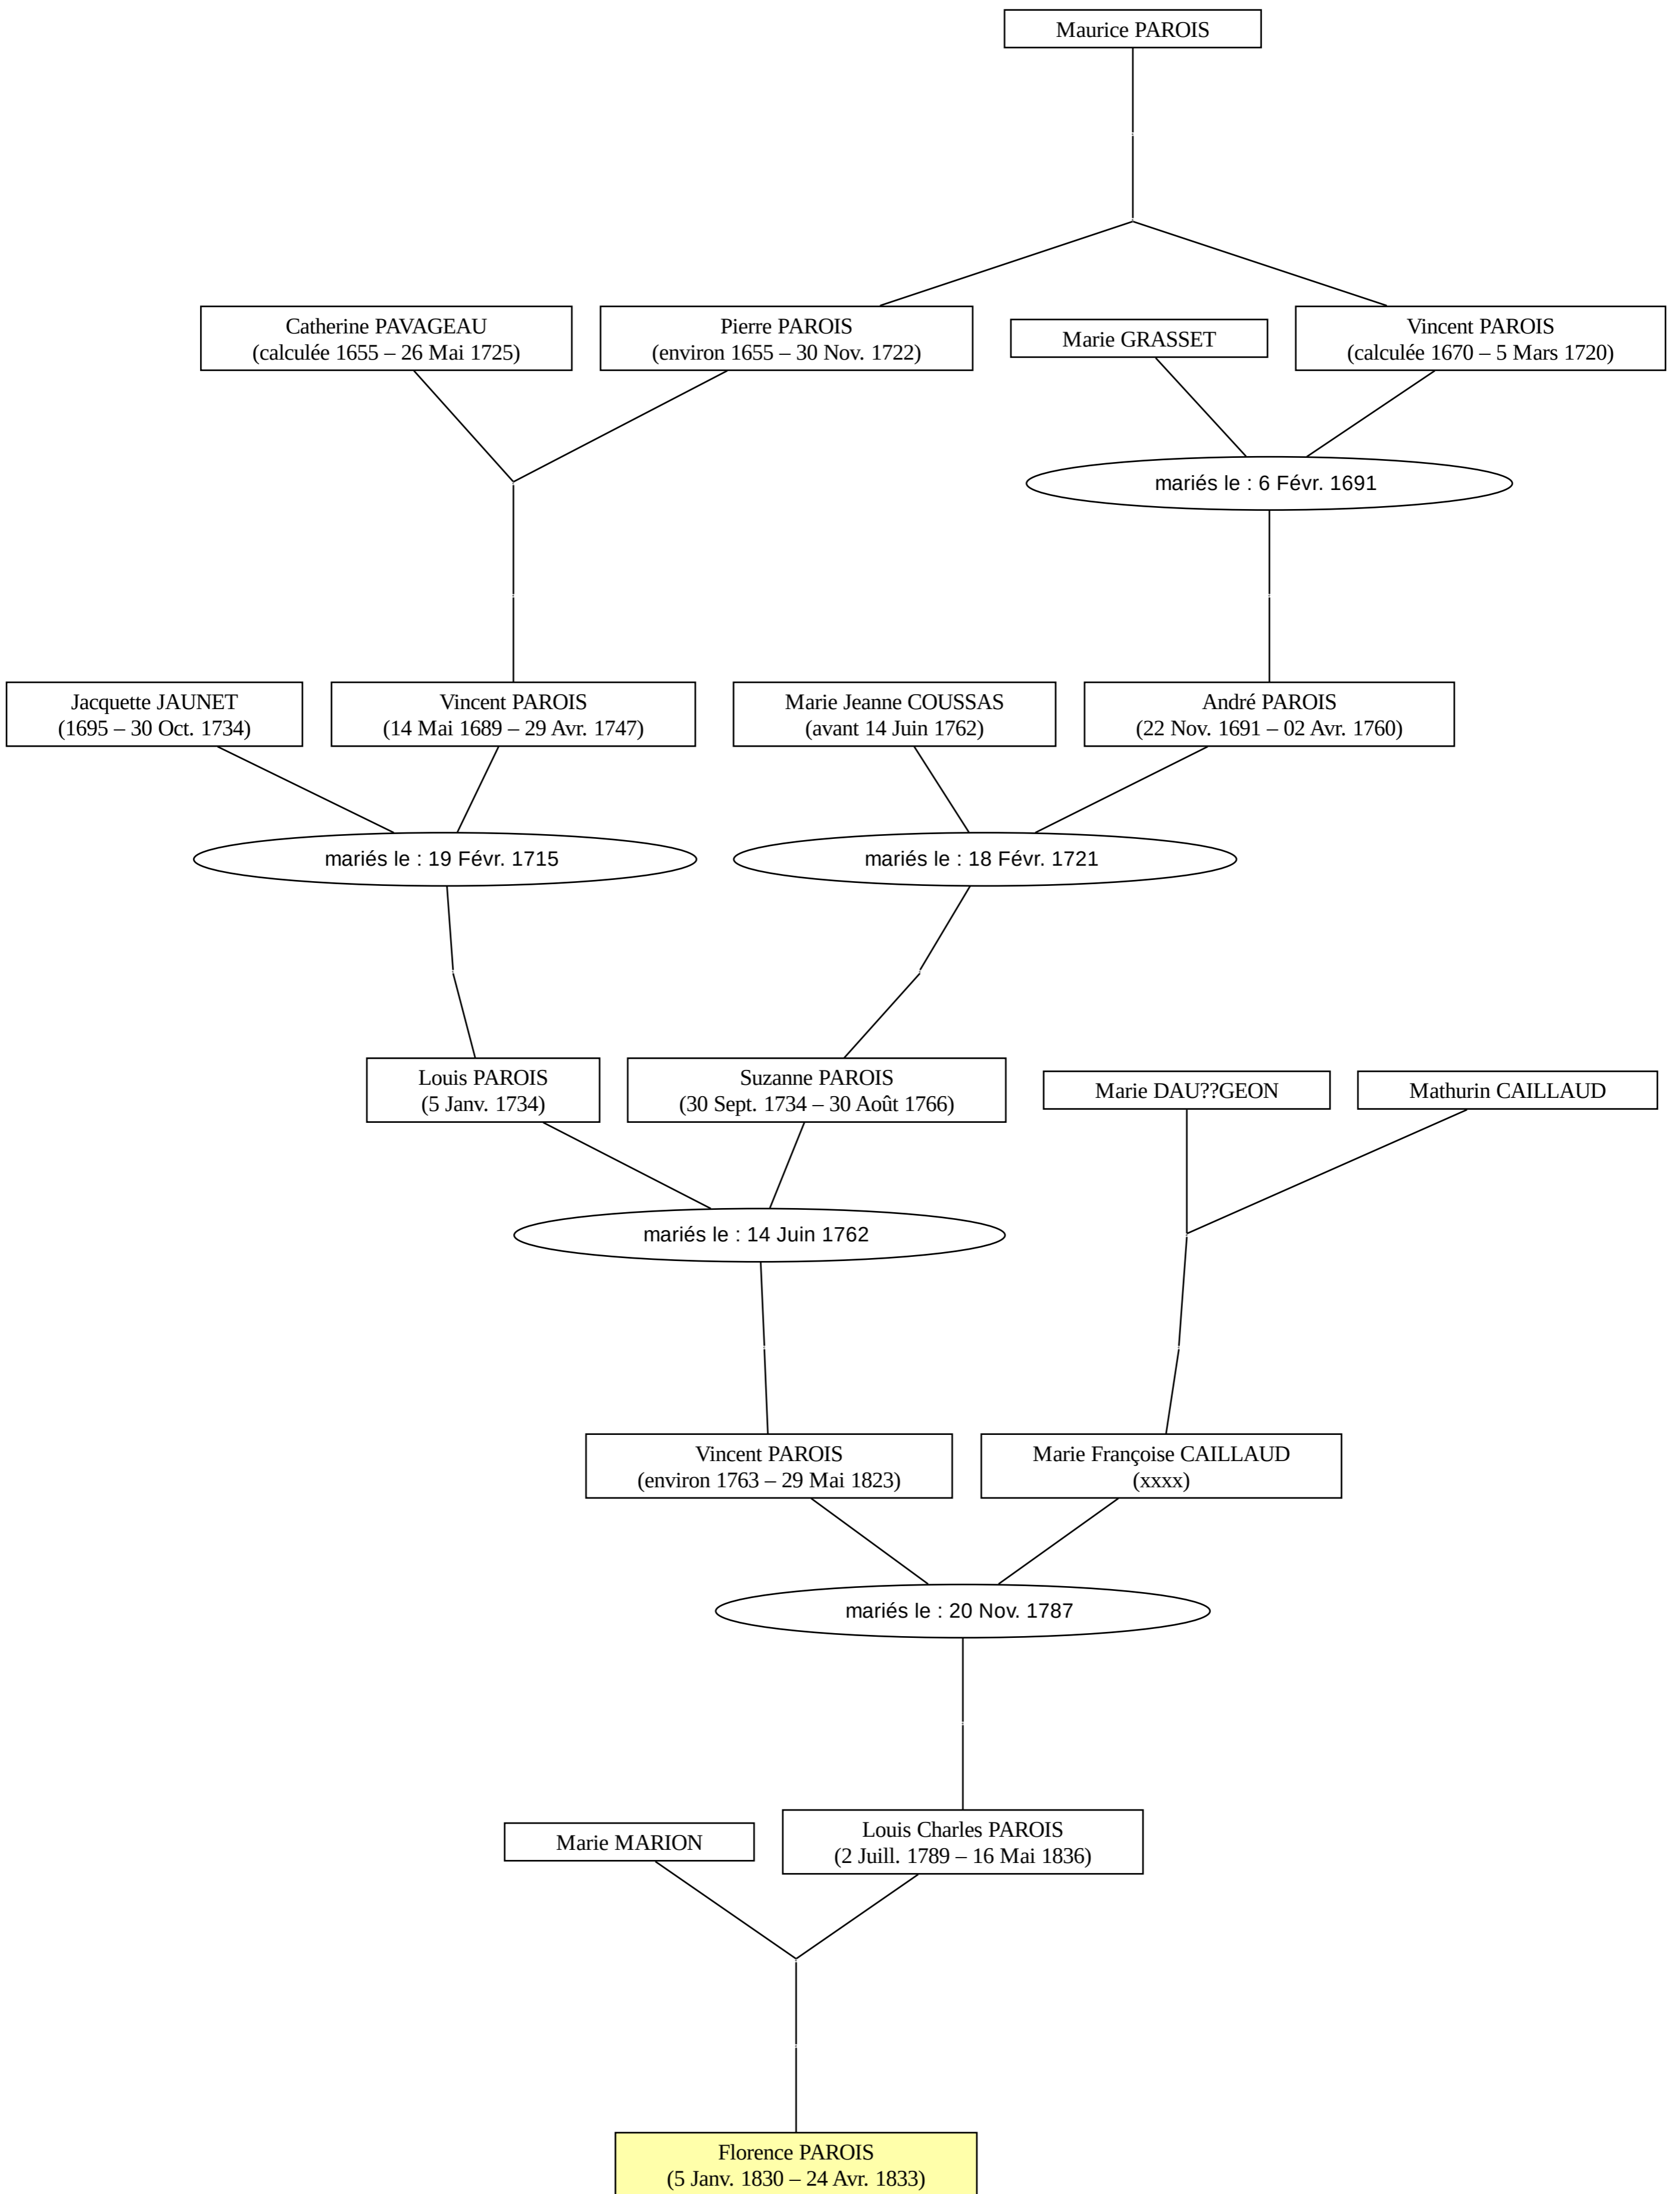 Maurice PAROIS
Catherine PAVAGEAU
(calculée 1655 – 26 Mai 1725)
Pierre PAROIS
(environ 1655 – 30 Nov. 1722)
Marie GRASSET
Vincent PAROIS
(calculée 1670 – 5 Mars 1720)
mariés le : 6 Févr. 1691
Jacquette JAUNET
(1695 – 30 Oct. 1734)
Vincent PAROIS
(14 Mai 1689 – 29 Avr. 1747)
Marie Jeanne COUSSAS
(avant 14 Juin 1762)
André PAROIS
(22 Nov. 1691 – 02 Avr. 1760)
mariés le : 19 Févr. 1715
mariés le : 18 Févr. 1721
Louis PAROIS
(5 Janv. 1734)
Suzanne PAROIS
(30 Sept. 1734 – 30 Août 1766)
Marie DAU??GEON
Mathurin CAILLAUD
mariés le : 14 Juin 1762
Vincent PAROIS
(environ 1763 – 29 Mai 1823)
Marie Françoise CAILLAUD
(xxxx)
mariés le : 20 Nov. 1787
Marie MARION
Louis Charles PAROIS
(2 Juill. 1789 – 16 Mai 1836)
Florence PAROIS
(5 Janv. 1830 – 24 Avr. 1833)